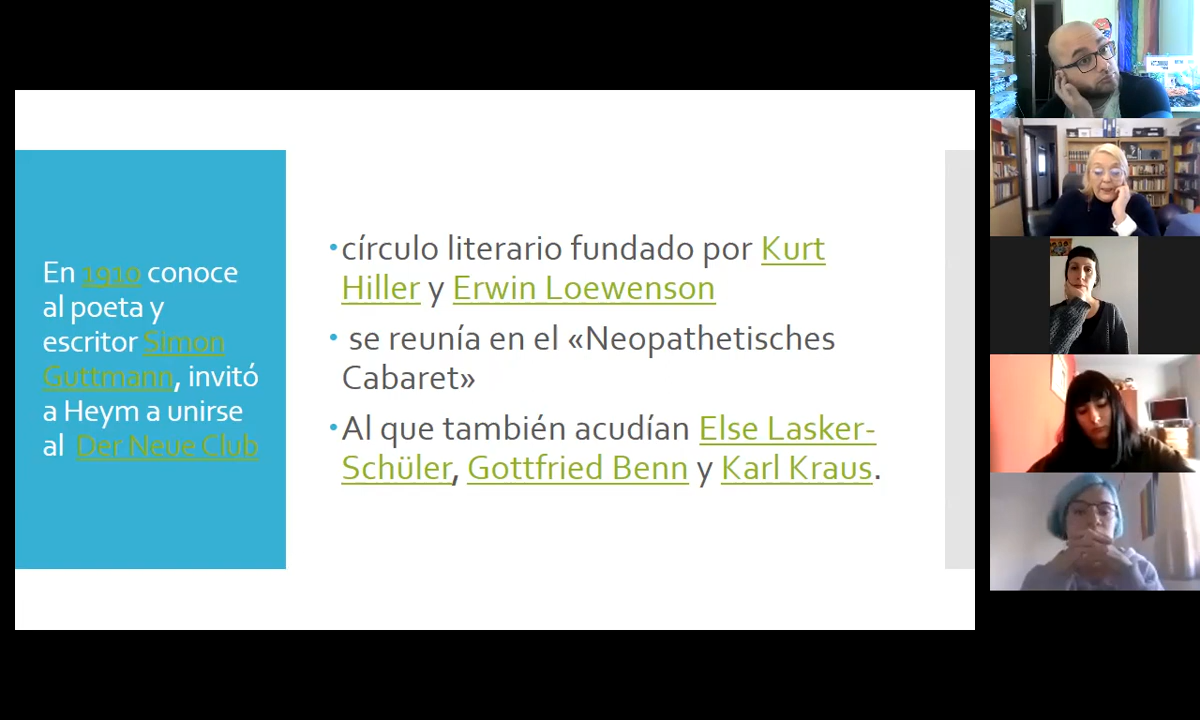 En 1910 conoce
al poeta y
escritor Simon
Guttmann, invitó
a Heym a unirse
al Der Neue Club
•círculo literario fundado por Kurt
Hiller y Erwin Loewenson
• se reunía en el «Neopathetisches
Cabaret»
•Al que también acudían Else Lasker-
Schüler, Gottfried Benn y Karl Kraus.